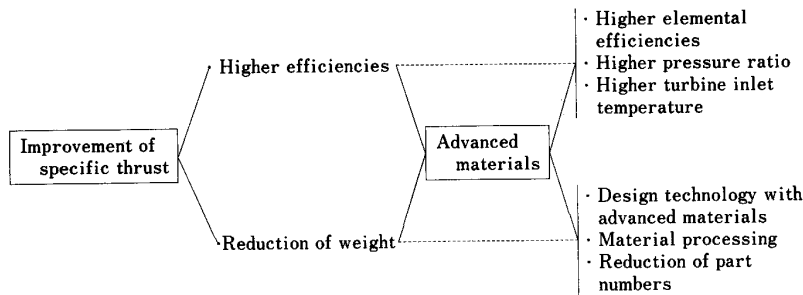 Improvement of
specific thrust
· Higher efficiencies
· Reduction of weight
Advanced
materials
· Higher elemental
efficiencies
· Higher pressure ratio
· Higher turbine inlet
temperature
· Design technology with
advanced materials
· Material processing
· Reduction of part
numbers